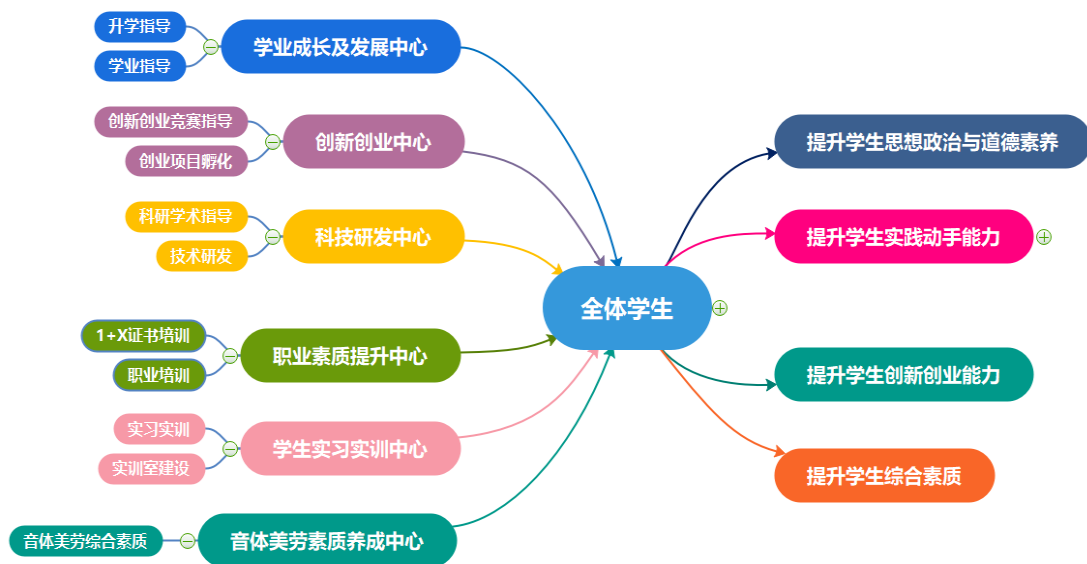 升学指导
学业指导
学业成长及发展中心
创新创业竞赛指导
创业项目孵化
创新创业中心
科研学术指导
技术研发
科技研发中心
1+X证书培训
职业培训
职业素质提升中心
实习实训
实训室建设
学生实习实训中心
音体美劳综合素质
音体美劳素质养成中心
全体学生
提升学生思想政治与道德素养
提升学生实践动手能力
提升学生创新创业能力
提升学生综合素质